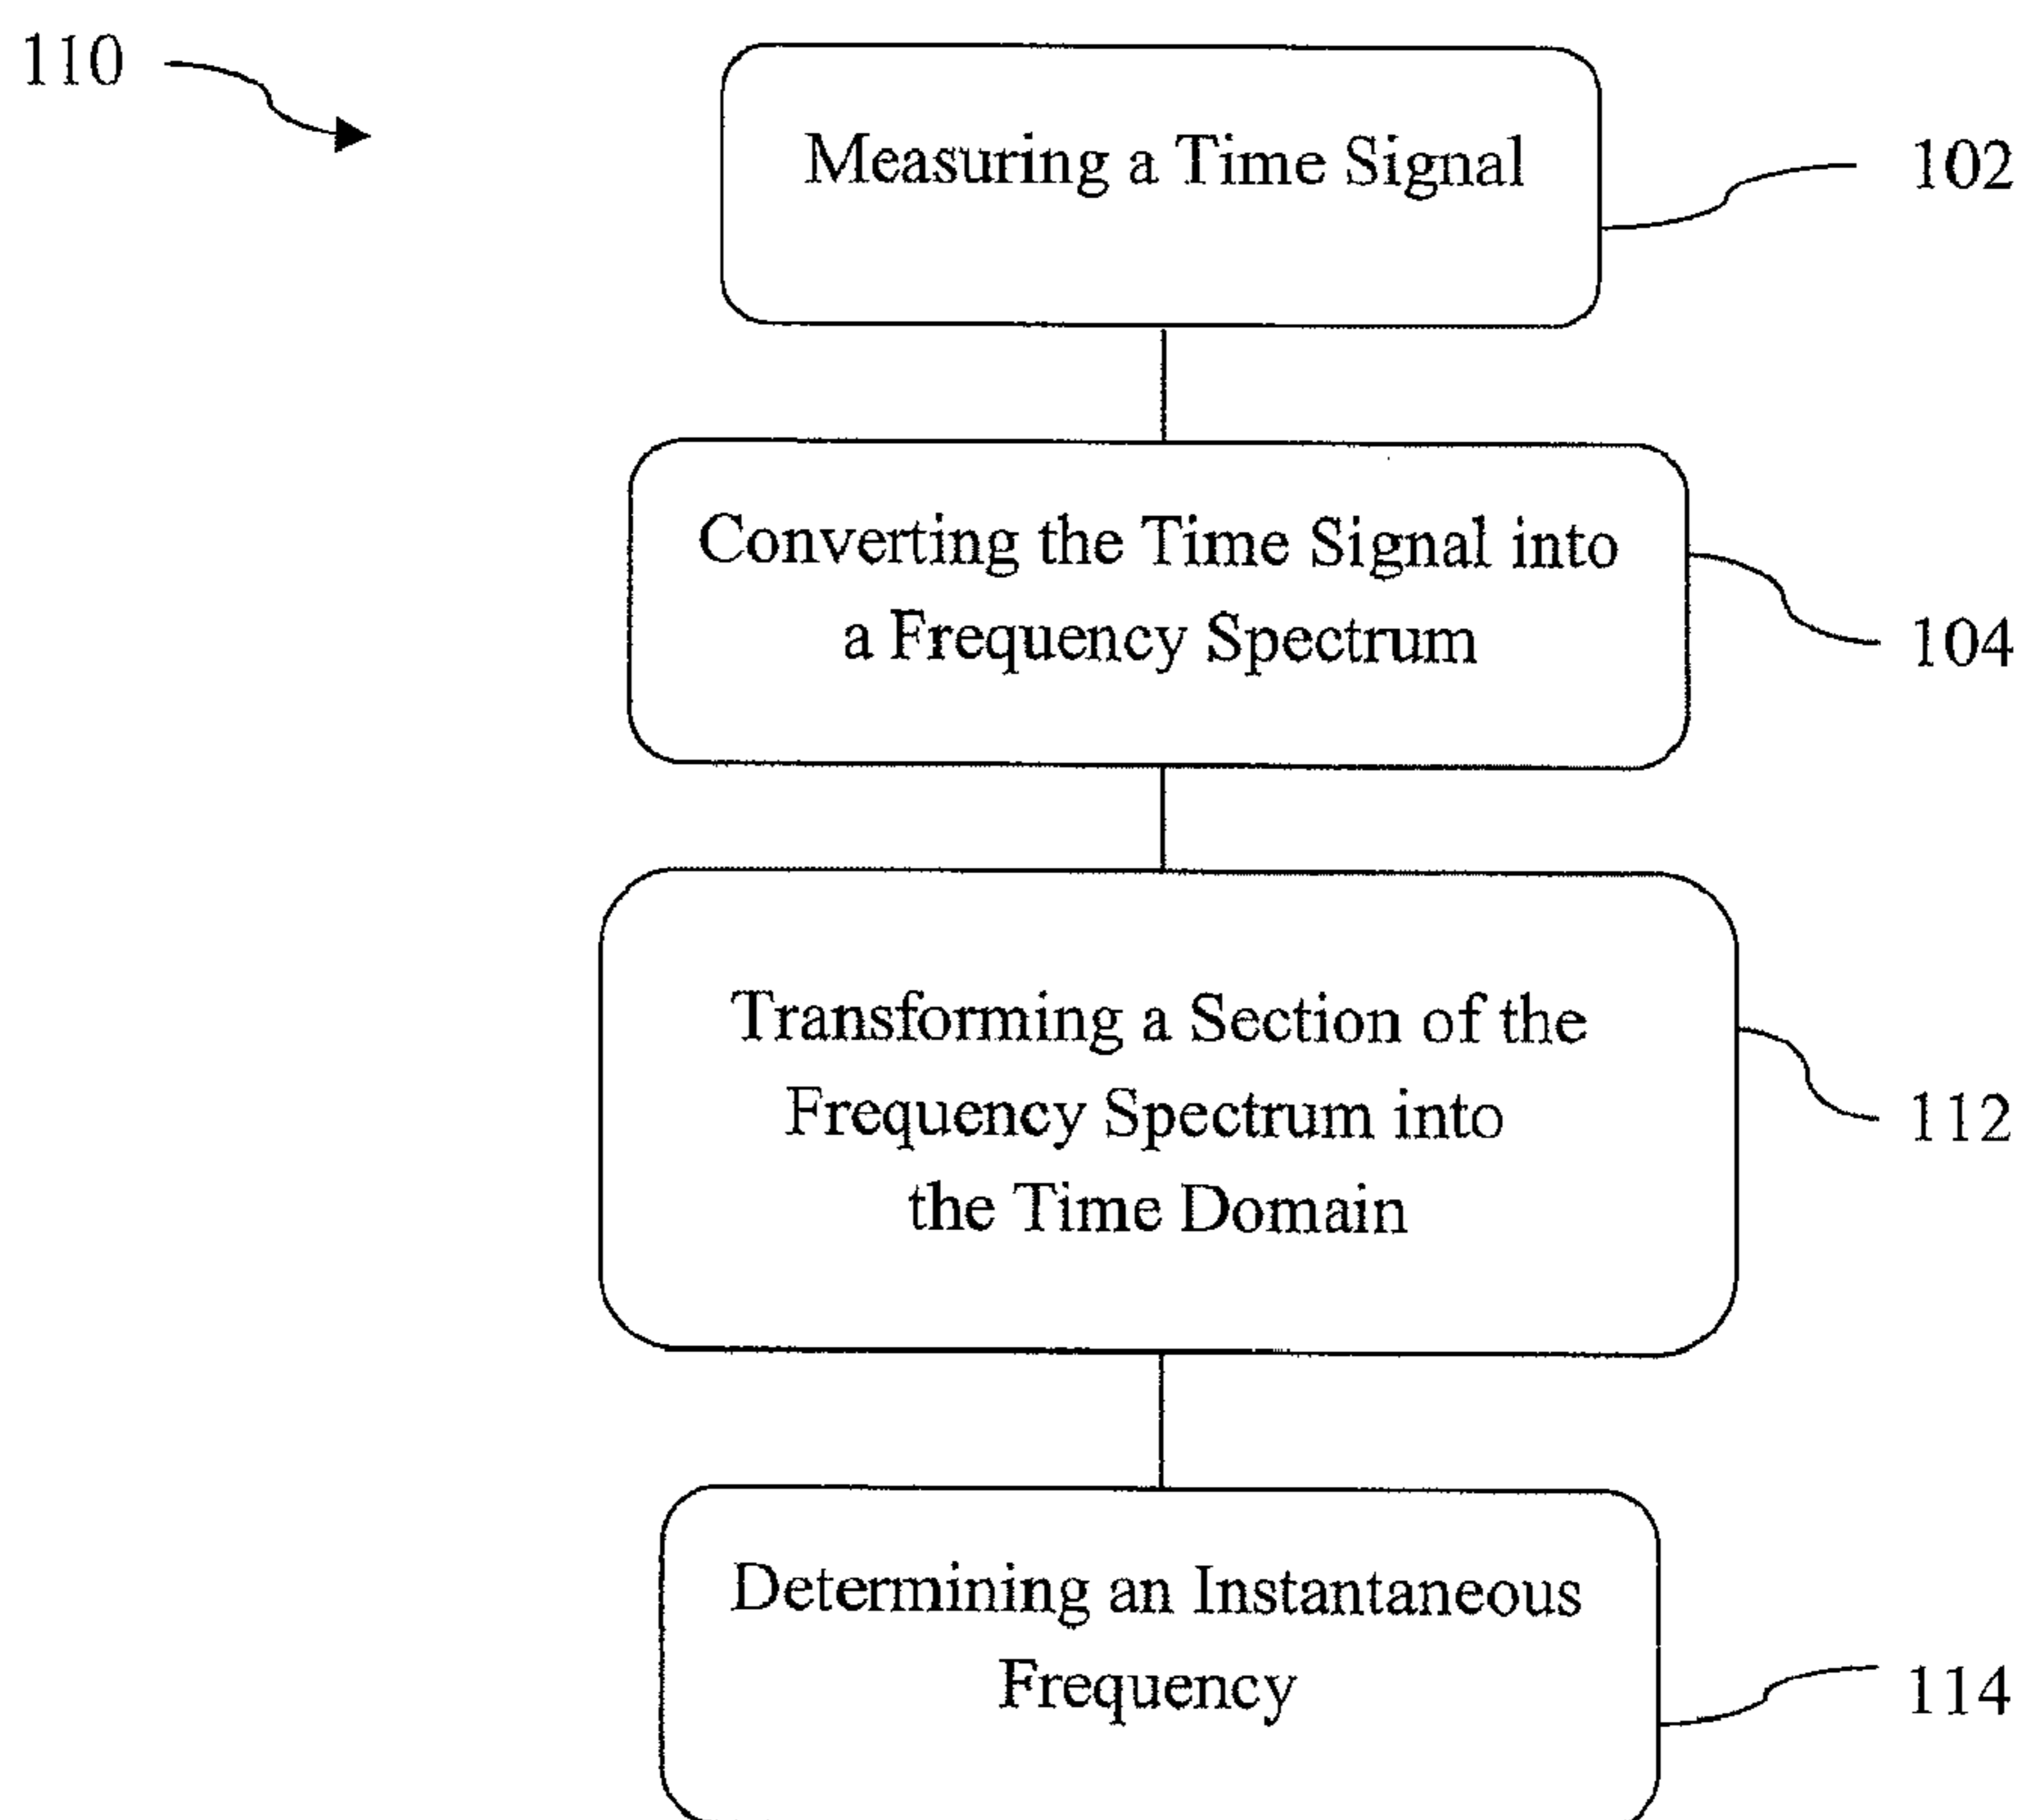 110
Measuring a Time Signal
102
Converting the Time Signal into
a Frequency Spectrum
104
Transforming a Section of the
Frequency Spectrum into
the Time Domain
112
Determining an Instantaneous
Frequency
114